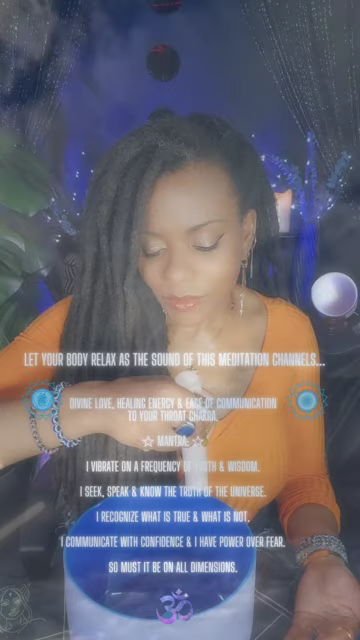 LET YOUR BODY RELAX AS THE SOUND OF THIS MEDITATION CHANNELS...
DIVINE LOVE, HEALING ENERGY & EASE OF COMMUNICATION
TO YOUR THROAT CHAKRA.
☆ MANTRA: ☆
I VIBRATE ON A FREQUENCY OF TRUTH & WISDOM.
I SEEK, SPEAK & KNOW THE TRUTH OF THE UNIVERSE.
I RECOGNIZE WHAT IS TRUE & WHAT IS NOT.
I COMMUNICATE WITH CONFIDENCE & I HAVE POWER OVER FEAR.
SO MUST IT BE ON ALL DIMENSIONS.
ॐ